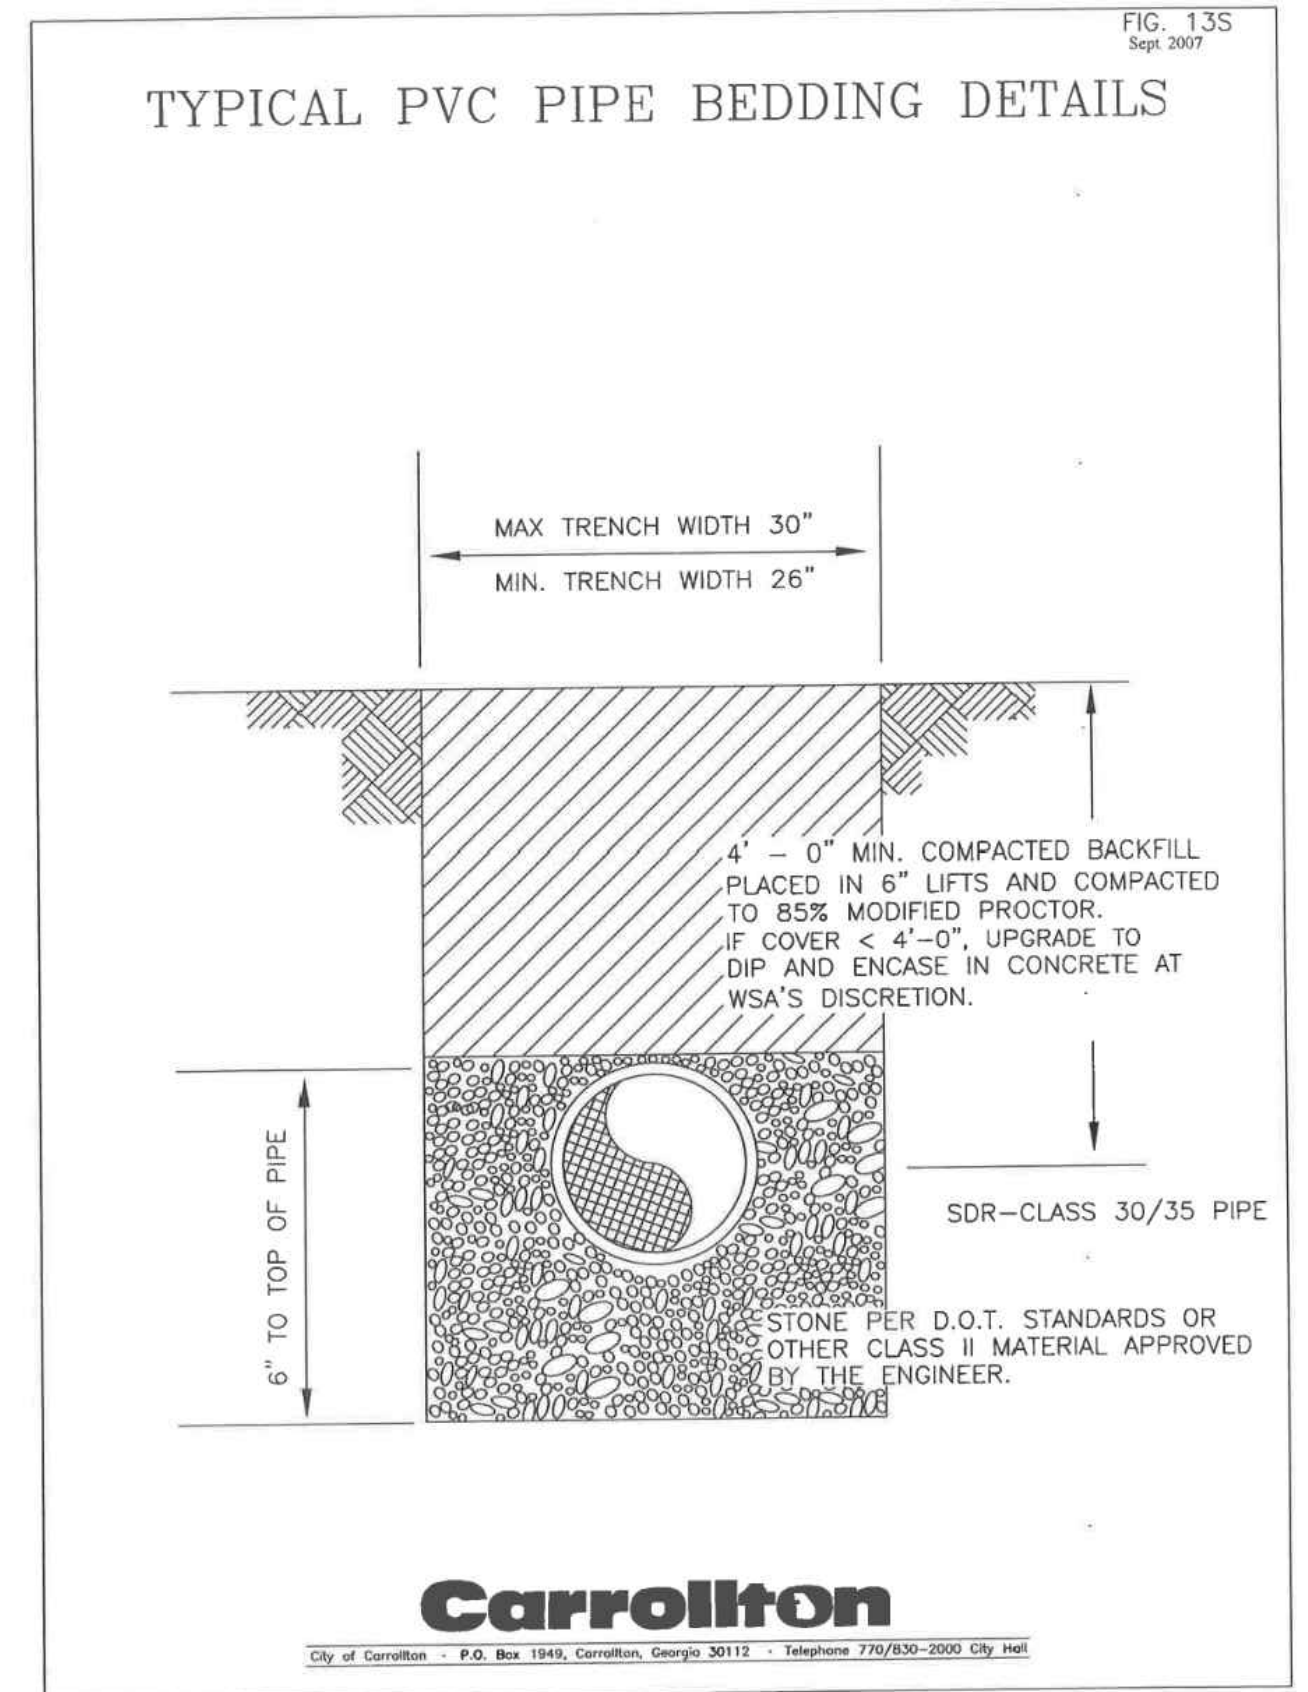 FIG. 13S
Sept. 2007
TYPICAL PVC PIPE BEDDING DETAILS
MAX TRENCH WIDTH 30"
MIN. TRENCH WIDTH 26"
4' – 0" MIN. COMPACTED BACKFILL
PLACED IN 6" LIFTS AND COMPACTED
TO 85% MODIFIED PROCTOR.
IF COVER < 4'–0", UPGRADE TO
DIP AND ENCASE IN CONCRETE AT
WSA'S DISCRETION.
6" TO TOP OF PIPE
SDR–CLASS 30/35 PIPE
STONE PER D.O.T. STANDARDS OR
OTHER CLASS II MATERIAL APPROVED
BY THE ENGINEER.
Carrollton
City of Carrollton - P.O. Box 1949, Carrollton, Georgia 30112 - Telephone 770/830-2000 City Hall